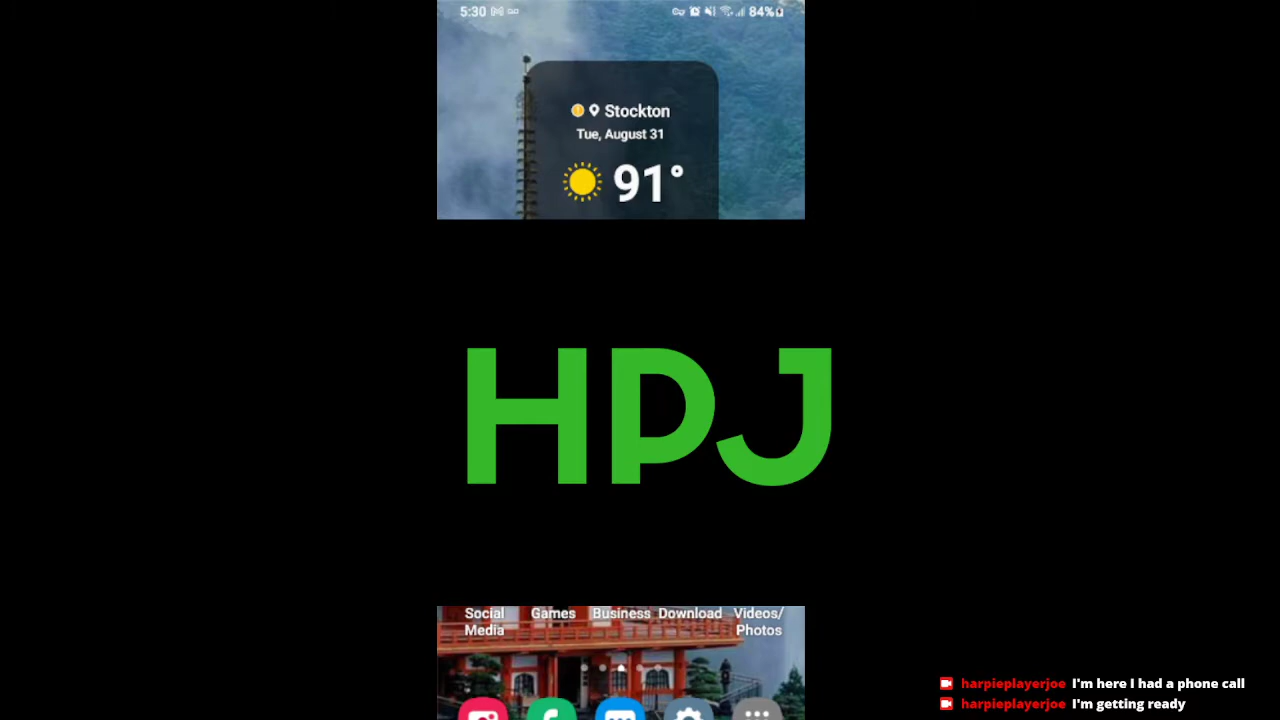 5:30
84%
Stockton
Tue, August 31
91°
HPJ
Social Games Business Download Videos/
Media Photos
harpieplayerjoe I'm here I had a phone call
harpieplayerjoe I'm getting ready